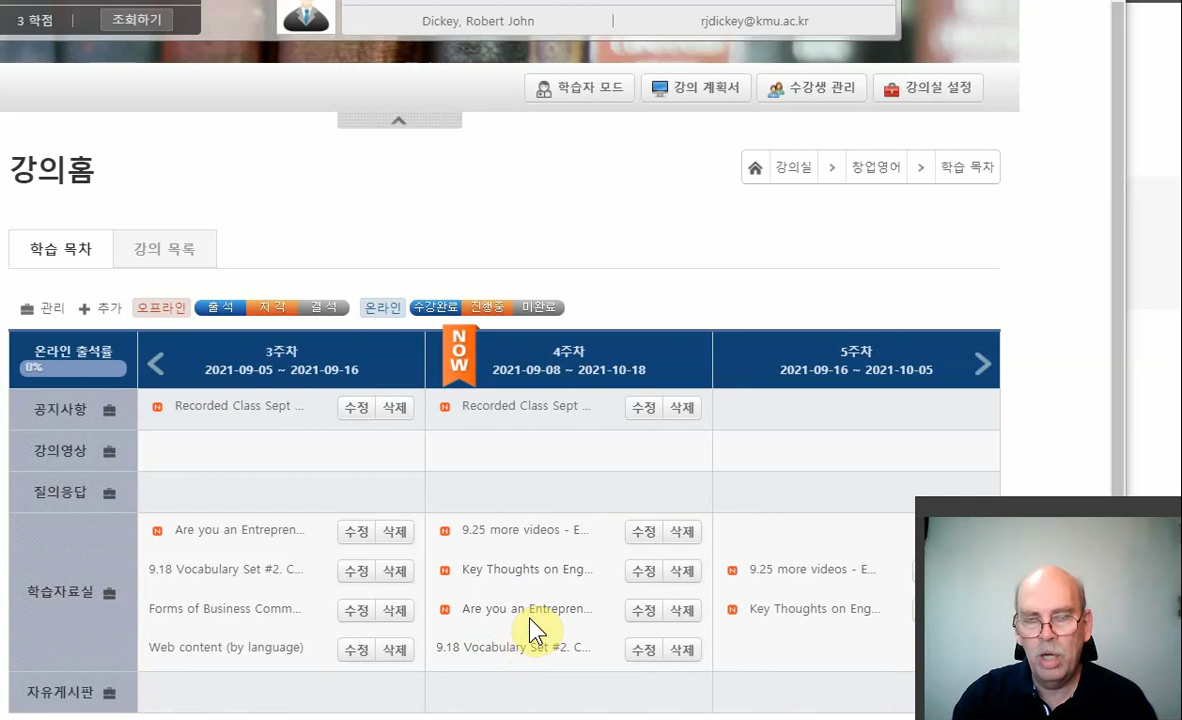 3 학점 | 조회하기
Dickey, Robert John | rjdickey@kmu.ac.kr
학습자 모드 강의 계획서 수강생 관리 강의실 설정
강의홈
강의실 > 창업영어 > 학습 목차
학습 목차 강의 목록
관리 + 추가 오프라인 출석 지각 결석 온라인 수강완료 진행중 미완료
온라인 출석률
0%
3주차
2021-09-05 ~ 2021-09-16
NOW
4주차
2021-09-08 ~ 2021-10-18
5주차
2021-09-16 ~ 2021-10-05
공지사항 N Recorded Class Sept ... 수정 삭제 N Recorded Class Sept ... 수정 삭제
강의영상
질의응답
학습자료실
N Are you an Entrepren... 수정 삭제 N 9.25 more videos - E... 수정 삭제
9.18 Vocabulary Set #2. C... 수정 삭제 N Key Thoughts on Eng... 수정 삭제 N 9.25 more videos - E...
Forms of Business Comm... 수정 삭제 N Are you an Entrepren... 수정 삭제 N Key Thoughts on Eng...
Web content (by language) 수정 삭제 9.18 Vocabulary Set #2. C... 수정 삭제
자유게시판